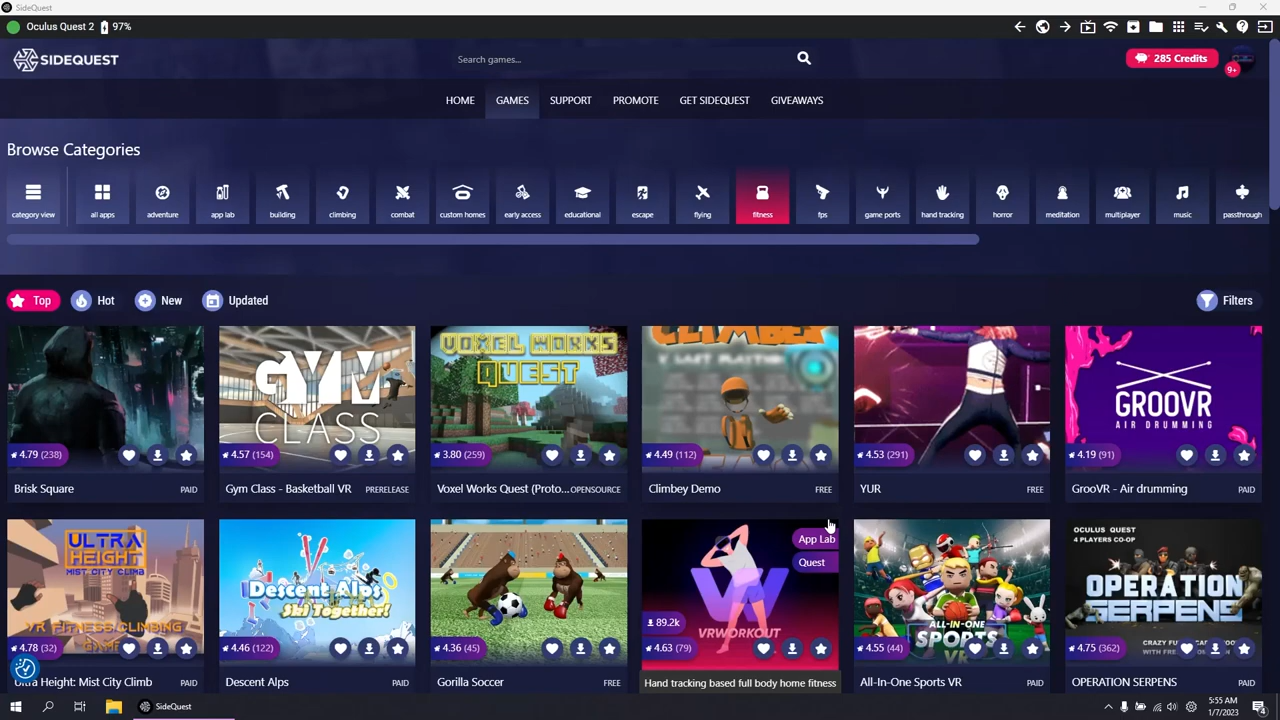 SideQuest
Oculus Quest 2 97%
SIDEQUEST
Search games...
285 Credits
9+
HOME GAMES SUPPORT PROMOTE GET SIDEQUEST GIVEAWAYS
Browse Categories
category view all apps adventure app lab building climbing combat custom homes early access educational escape flying fitness fps game ports hand tracking horror meditation multiplayer music passthrough
Top Hot New Updated Filters
GYM CLASS
VOXEL WORKS QUEST
CLIMBEY
GROOVR
AIR DRUMMING
4.79 (238) 4.57 (154) 3.80 (259) 4.49 (112) 4.53 (291) 4.19 (91)
Brisk Square PAID Gym Class - Basketball VR PRERELEASE Voxel Works Quest (Proto... OPENSOURCE Climbey Demo FREE YUR FREE GrooVR - Air drumming PAID
ULTRA HEIGHT
MIST CITY CLIMB
VR FITNESS CLIMBING GAME
Descent Alps
Ski Together!
App Lab
Quest
VRWORKOUT
89.2k
ALL-IN-ONE
SPORTS
VR
OCULUS QUEST
4 PLAYERS CO-OP
OPERATION
SERPENS
4.78 (32) 4.46 (122) 4.36 (45) 4.63 (79) 4.55 (44) 4.75 (362)
Ultra Height: Mist City Climb PAID Descent Alps PAID Gorilla Soccer FREE Hand tracking based full body home fitness All-In-One Sports VR PAID OPERATION SERPENS PAID
SideQuest
5:55 AM
1/7/2023
4